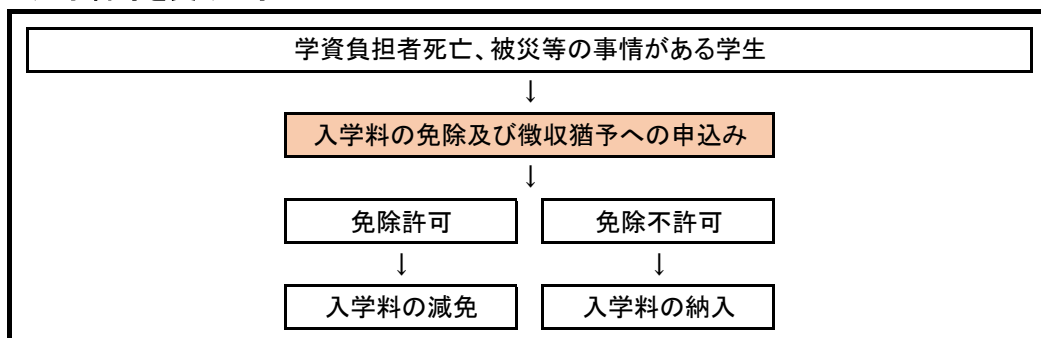 学資負担者死亡、被災等の事情がある学生
↓
入学料の免除及び徴収猶予への申込み
↓
免除許可 免除不許可
↓ ↓
入学料の減免 入学料の納入